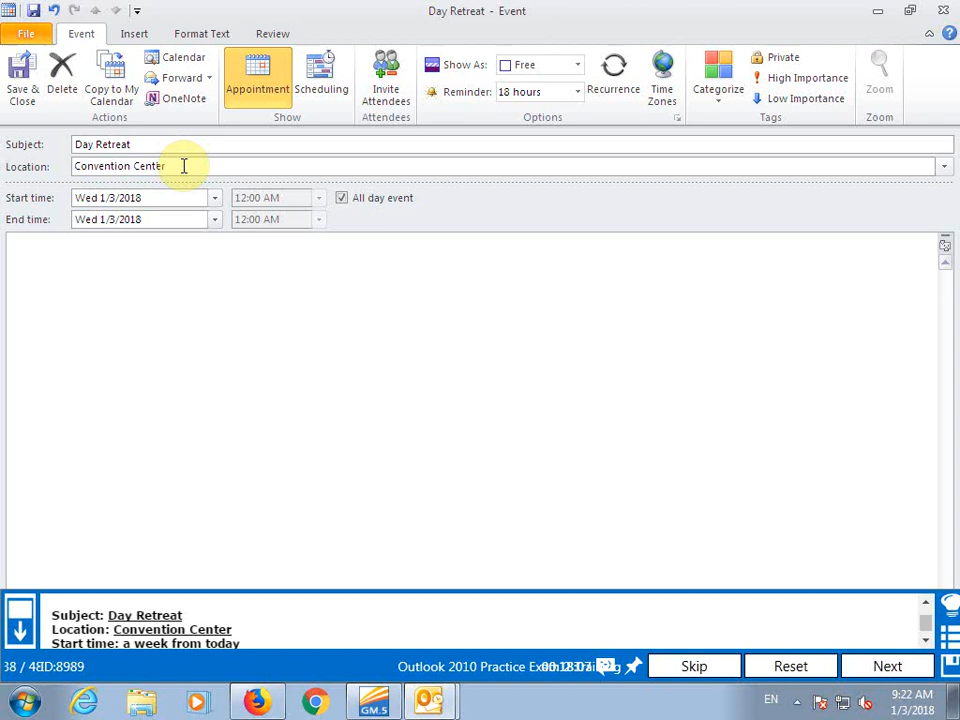 Day Retreat - Event
File Event Insert Format Text Review
Save & Close
Delete
Copy to My Calendar
Calendar
Forward
OneNote
Actions
Appointment
Scheduling
Show
Invite Attendees
Attendees
Show As: Free
Reminder: 18 hours
Recurrence
Time Zones
Options
Categorize
Private
High Importance
Low Importance
Tags
Zoom
Zoom
Subject: Day Retreat
Location: Convention Center
Start time: Wed 1/3/2018 12:00 AM All day event
End time: Wed 1/3/2018 12:00 AM
Subject: Day Retreat
Location: Convention Center
Start time: a week from today
38 / 48 ID:8989 Outlook 2010 Practice Skip Reset Next
GM.5
EN 9:22 AM
1/3/2018